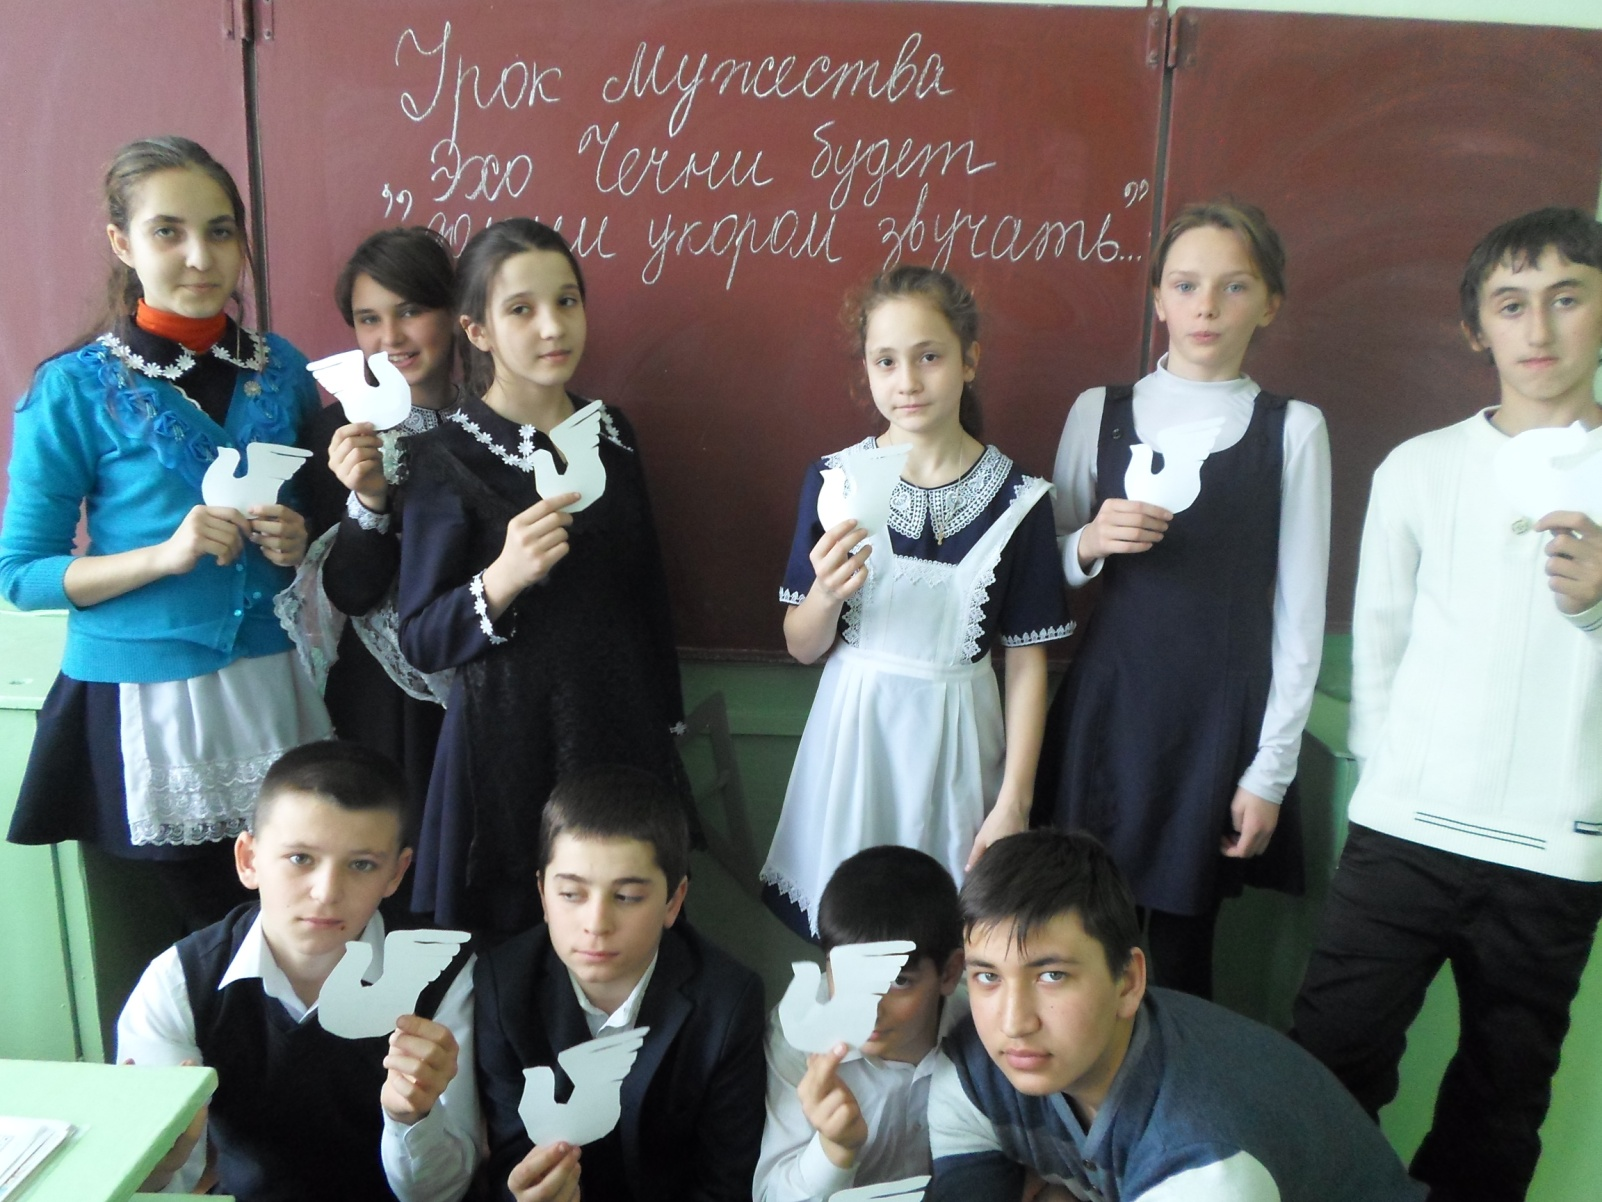 Урок мужества
Эхо Чечни будет
„ укором звучать..."